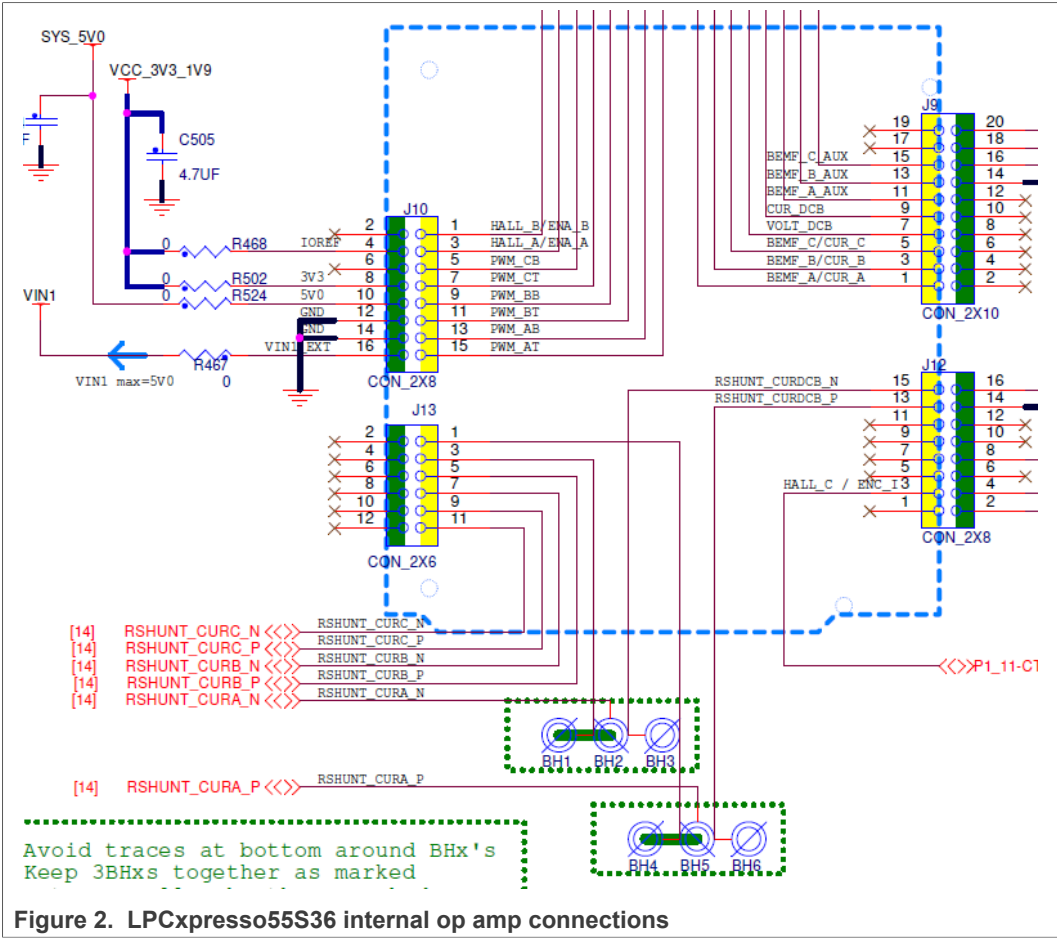 SYS_5V0
VCC_3V3_1V9
F
C505
4.7UF
J9
19 20
17 18
BEMF_C_AUX 15 16
BEMF_B_AUX 13 14
BEMF_A_AUX 11 12
CUR_DCB 9 10
VOLT_DCB 7 8
BEMF_C/CUR_C 5 6
BEMF_B/CUR_B 3 4
BEMF_A/CUR_A 1 2
CON_2X10
J10
2 1 HALL_B/ENA_B
0 R468 IOREF 4 3 HALL_A/ENA_A
6 5 PWM_CB
0 R502 3V3 8 7 PWM_CT
VIN1 0 R524 5V0 10 9 PWM_BB
GND 12 11 PWM_BT
GND 14 13 PWM_AB
VIN1_EXT 16 15 PWM_AT
R467
0
VIN1 max=5V0
CON_2X8
J12
RSHUNT_CURDCB_N 15 16
RSHUNT_CURDCB_P 13 14
11 12
9 10
7 8
5 6
HALL_C / ENC_I 3 4
1 2
CON_2X8
J13
2 1
4 3
6 5
8 7
10 9
12 11
CON_2X6
[14] RSHUNT_CURC_N RSHUNT_CURC_N
[14] RSHUNT_CURC_P RSHUNT_CURC_P
[14] RSHUNT_CURB_N RSHUNT_CURB_N
[14] RSHUNT_CURB_P RSHUNT_CURB_P
[14] RSHUNT_CURA_N RSHUNT_CURA_N
P1_11-CT
BH1 BH2 BH3
[14] RSHUNT_CURA_P RSHUNT_CURA_P
BH4 BH5 BH6
Avoid traces at bottom around BHx's
Keep 3BHxs together as marked
Figure 2. LPCxpresso55S36 internal op amp connections